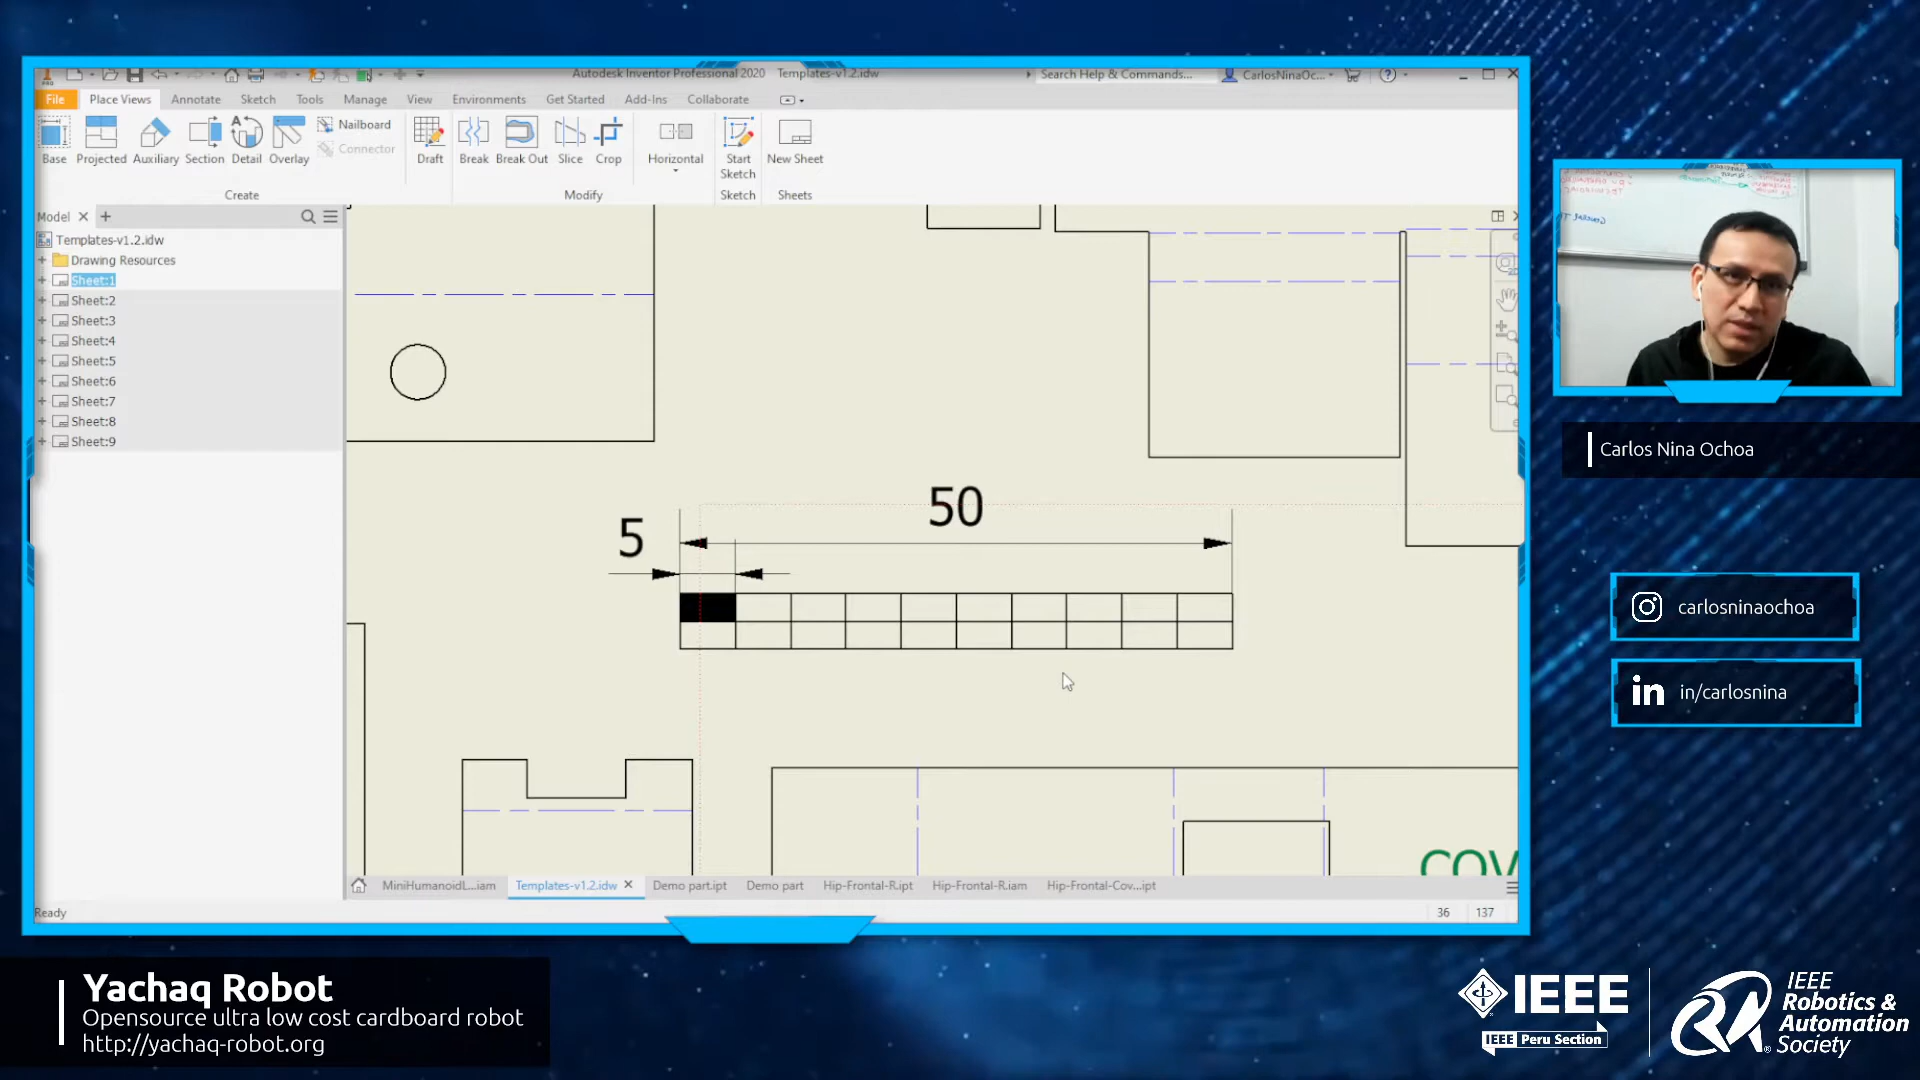 Autodesk Inventor Professional 2020 Templates-v1.2.idw
Search Help & Commands...
CarlosNinaOc...
File Place Views Annotate Sketch Tools Manage View Environments Get Started Add-Ins Collaborate
Base Projected Auxiliary Section Detail Overlay
Nailboard
Connector
Draft
Break Break Out Slice Crop
Horizontal
Start Sketch
New Sheet
Create
Modify
Sketch
Sheets
Model
Templates-v1.2.idw
Drawing Resources
Sheet:1
Sheet:2
Sheet:3
Sheet:4
Sheet:5
Sheet:6
Sheet:7
Sheet:8
Sheet:9
50
5
COV
MiniHumanoidL...iam Templates-v1.2.idw Demo part.ipt Demo part Hip-Frontal-R.ipt Hip-Frontal-R.iam Hip-Frontal-Cov...ipt
Ready
36 137
Carlos Nina Ochoa
carlosninaochoa
in/carlosnina
Yachaq Robot
Opensource ultra low cost cardboard robot
http://yachaq-robot.org
IEEE
IEEE Peru Section
IEEE
Robotics &
Automation
Society